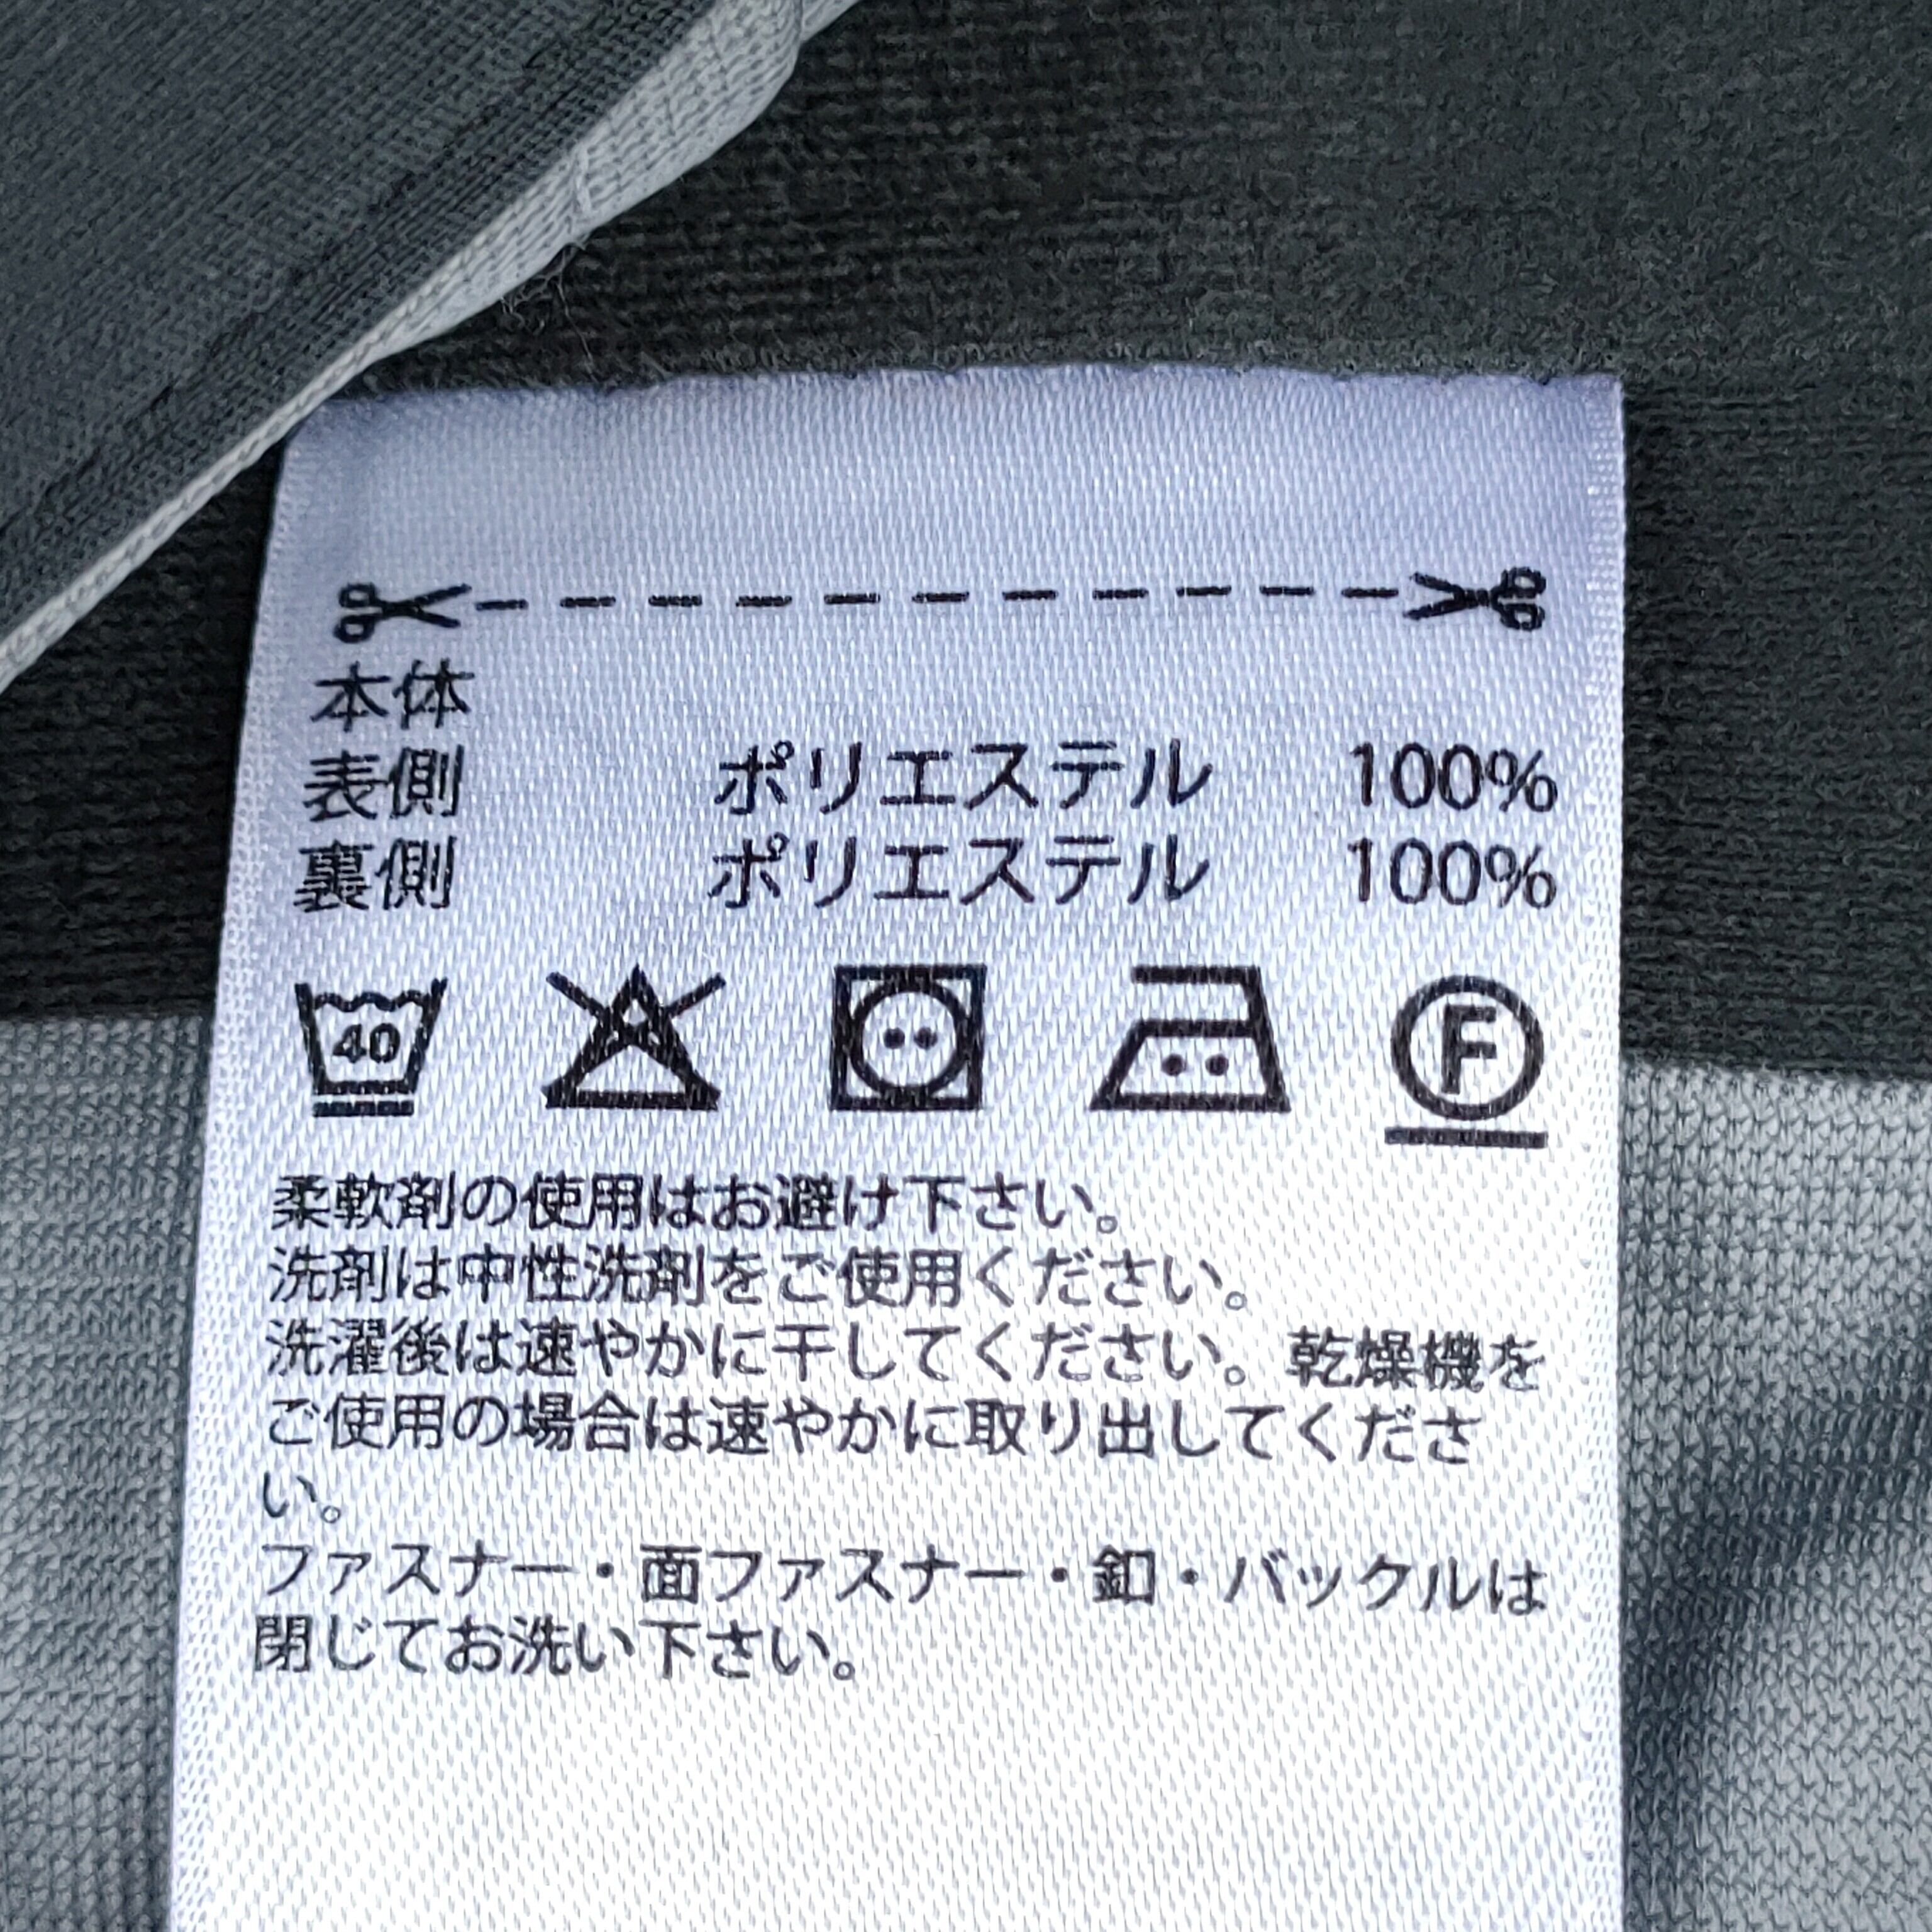 本体
表側 ポリエステル 100%
裏側 ポリエステル 100%
40 F
柔軟剤の使用はお避け下さい。
洗剤は中性洗剤をご使用ください。
洗濯後は速やかに干してください。乾燥機を
ご使用の場合は速やかに取り出してくださ
い。
ファスナー・面ファスナー・釦・バックルは
閉じてお洗い下さい。